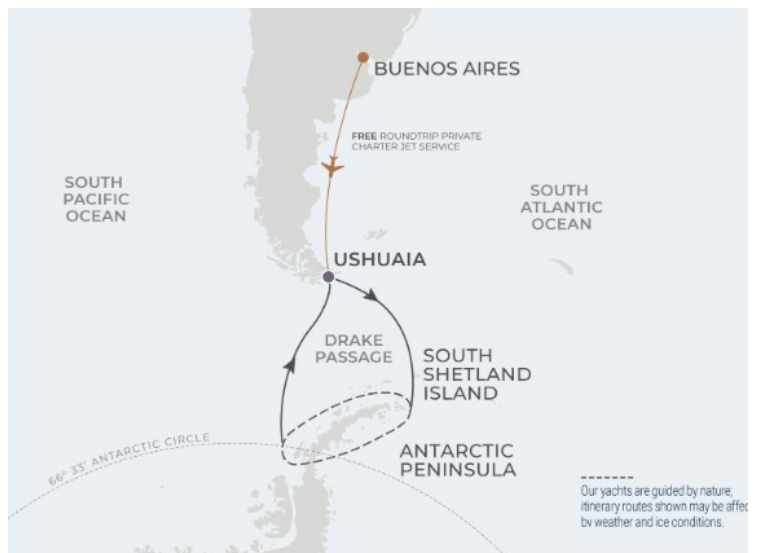 BUENOS AIRES
FREE ROUNDTRIP PRIVATE
CHARTER JET SERVICE
SOUTH
PACIFIC
OCEAN
SOUTH
ATLANTIC
OCEAN
USHUAIA
DRAKE
PASSAGE
SOUTH
SHETLAND
ISLAND
66° 33' ANTARCTIC CIRCLE
ANTARCTIC
PENINSULA
Our yachts are guided by nature;
itinerary routes shown may be affec
by weather and ice conditions.